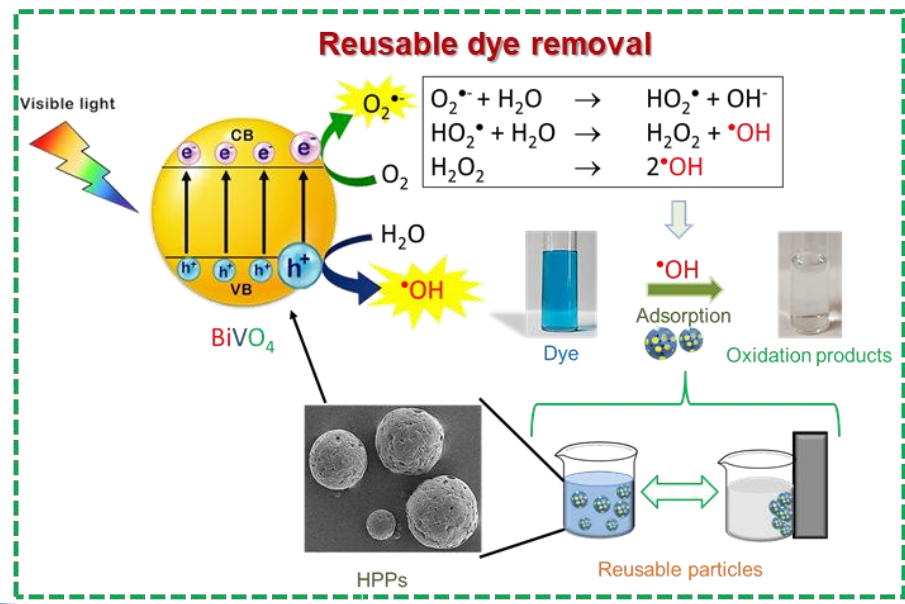 Reusable dye removal
Visible light
CB
e⁻ e⁻ e⁻ e⁻
h⁺ h⁺ h⁺ h⁺
VB
BiVO₄
O₂•⁻
O₂
H₂O
•OH
O₂•⁻ + H₂O → HO₂• + OH⁻
HO₂• + H₂O → H₂O₂ + •OH
H₂O₂ → 2•OH
•OH
Adsorption
Dye
Oxidation products
HPPs
Reusable particles